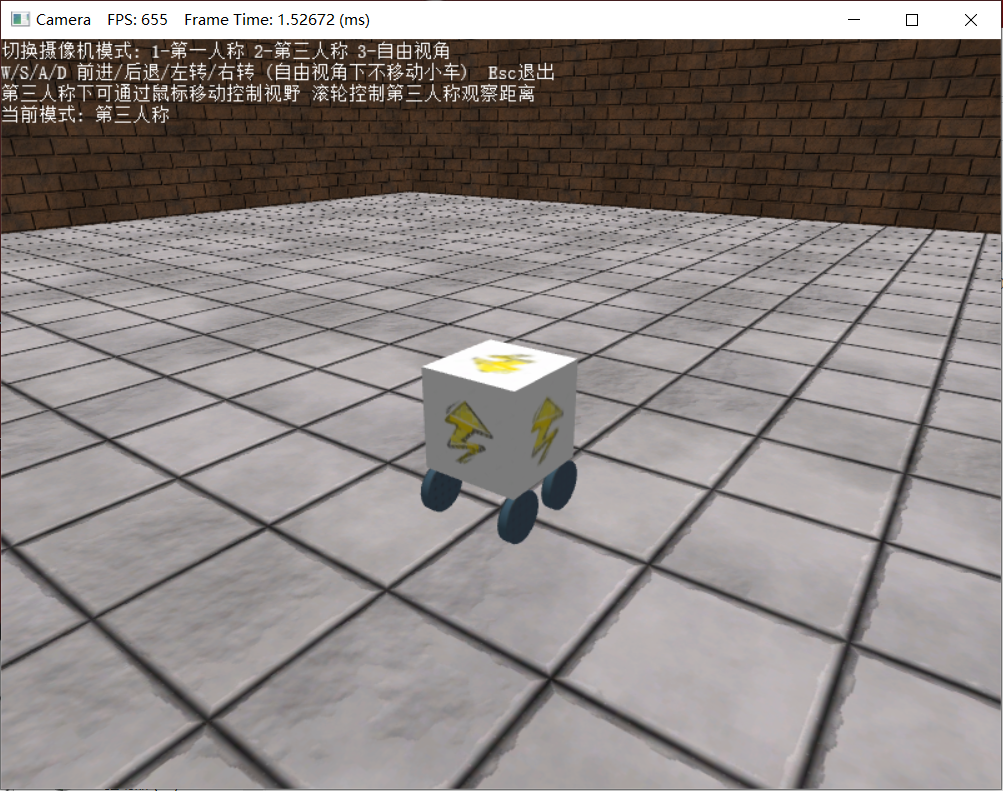 Camera    FPS: 655    Frame Time: 1.52672 (ms)
切换摄像机模式: 1-第一人称 2-第三人称 3-自由视角
W/S/A/D 前进/后退/左转/右转 (自由视角下不移动小车)  Esc退出
第三人称下可通过鼠标移动控制视野 滚轮控制第三人称观察距离
当前模式: 第三人称